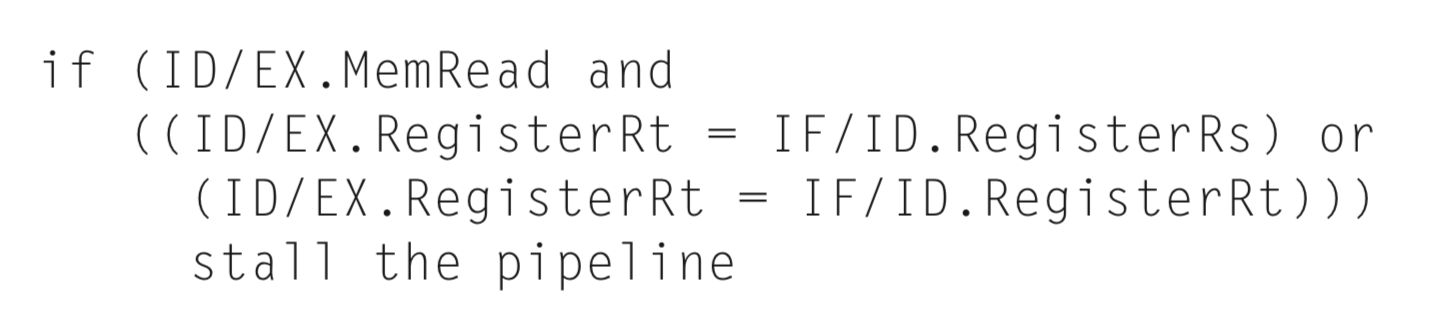 if (ID/EX.MemRead and
((ID/EX.RegisterRt = IF/ID.RegisterRs) or
(ID/EX.RegisterRt = IF/ID.RegisterRt)))
stall the pipeline